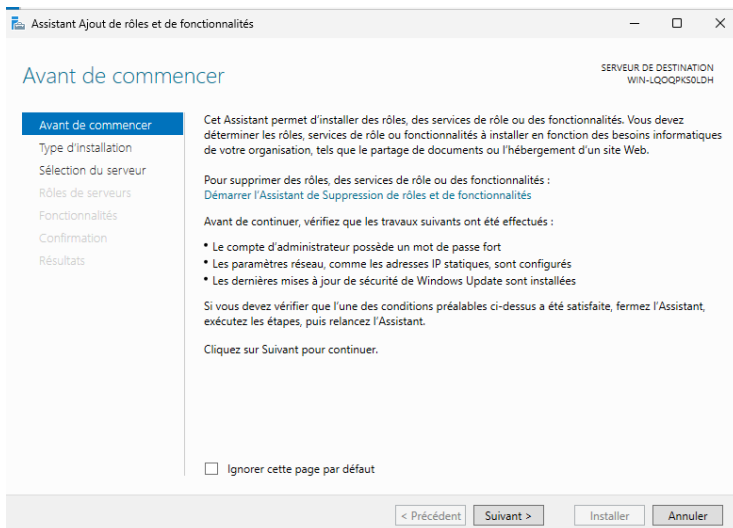 Assistant Ajout de rôles et de fonctionnalités
Avant de commencer
SERVEUR DE DESTINATION
WIN-LQOQPKS0LDH
Avant de commencer
Type d'installation
Sélection du serveur
Rôles de serveurs
Fonctionnalités
Confirmation
Résultats
Cet Assistant permet d'installer des rôles, des services de rôle ou des fonctionnalités. Vous devez
déterminer les rôles, services de rôle ou fonctionnalités à installer en fonction des besoins informatiques
de votre organisation, tels que le partage de documents ou l'hébergement d'un site Web.
Pour supprimer des rôles, des services de rôle ou des fonctionnalités :
Démarrer l'Assistant de Suppression de rôles et de fonctionnalités
Avant de continuer, vérifiez que les travaux suivants ont été effectués :
• Le compte d'administrateur possède un mot de passe fort
• Les paramètres réseau, comme les adresses IP statiques, sont configurés
• Les dernières mises à jour de sécurité de Windows Update sont installées
Si vous devez vérifier que l'une des conditions préalables ci-dessus a été satisfaite, fermez l'Assistant,
exécutez les étapes, puis relancez l'Assistant.
Cliquez sur Suivant pour continuer.
Ignorer cette page par défaut
< Précédent
Suivant >
Installer
Annuler